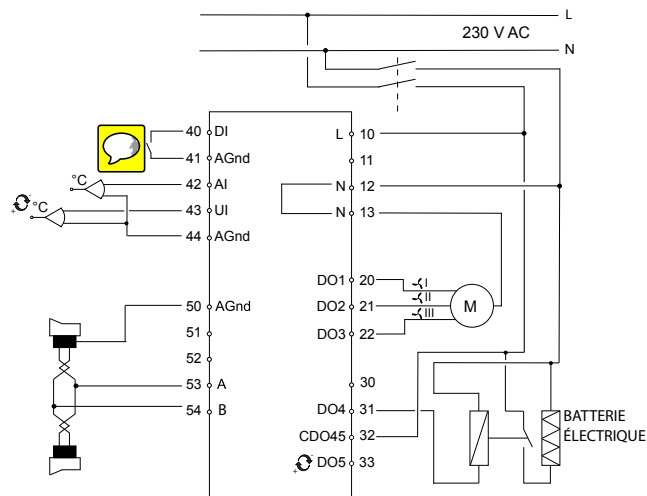 L
230 V AC
N
40 DI
41 AGnd
42 AI
43 UI
44 AGnd
°C
°C
+ -
50 AGnd
51
52
53 A
54 B
L 10
11
N 12
N 13
DO1 20
DO2 21
DO3 22
I
II
III
M
30
DO4 31
CDO45 32
DO5 33
+ -
BATTERIE
ÉLECTRIQUE